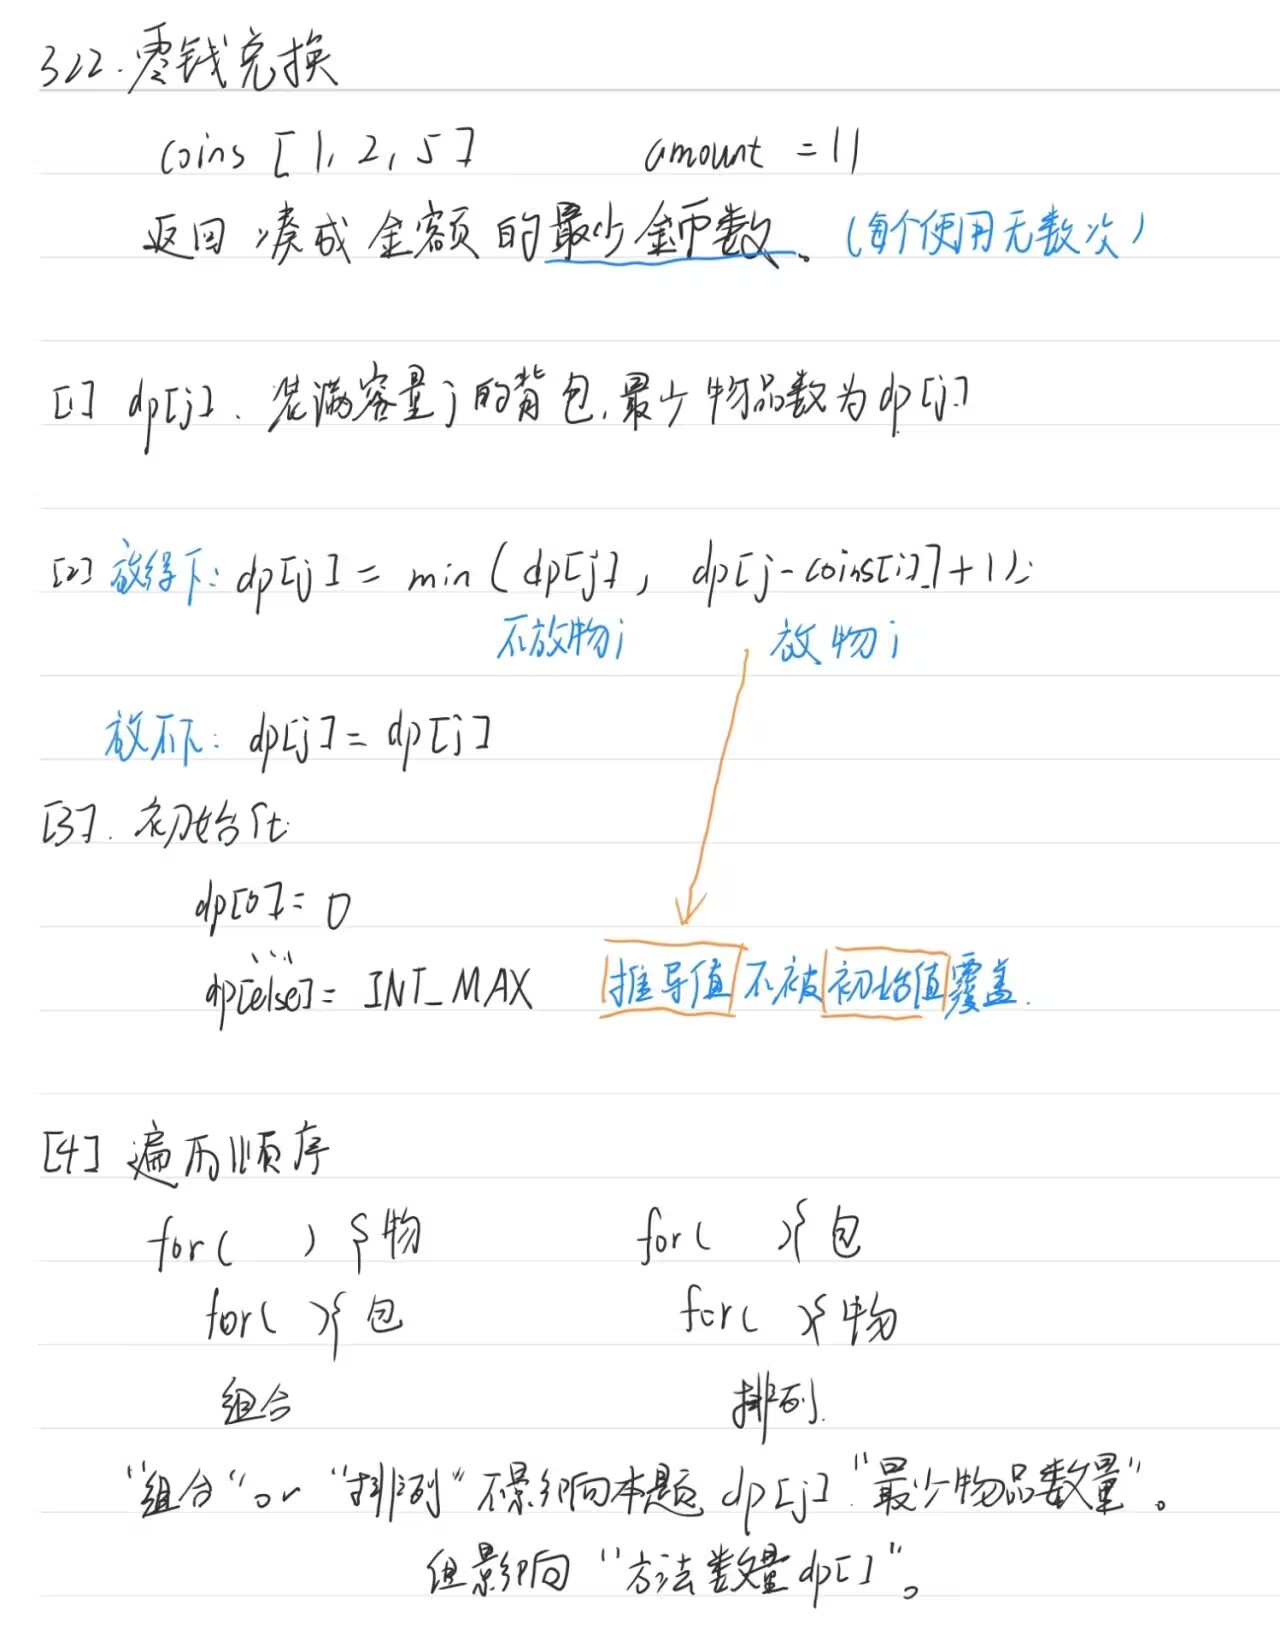 322.零钱兑换
coins [1, 2, 5] amount = 11
返回凑成金额的最少金币数。(每个使用无数次)
[1] dp[j]. 装满容量j的背包,最少物品数为dp[j]
[2] 放得下: dp[j] = min ( dp[j], dp[j-coins[i]]+1);
不放物i 放物i
放不下: dp[j] = dp[j]
[3]. 初始化
dp[0] = 0
dp[else] = INT_MAX 推导值不被初始值覆盖.
[4] 遍历顺序
for( ){物 for( ){包
for( ){包 for( ){物
组合 排列.
"组合" or "排列" 不影响本题 dp[j] "最少物品数量"。
但影响 "方法数量dp[]"。